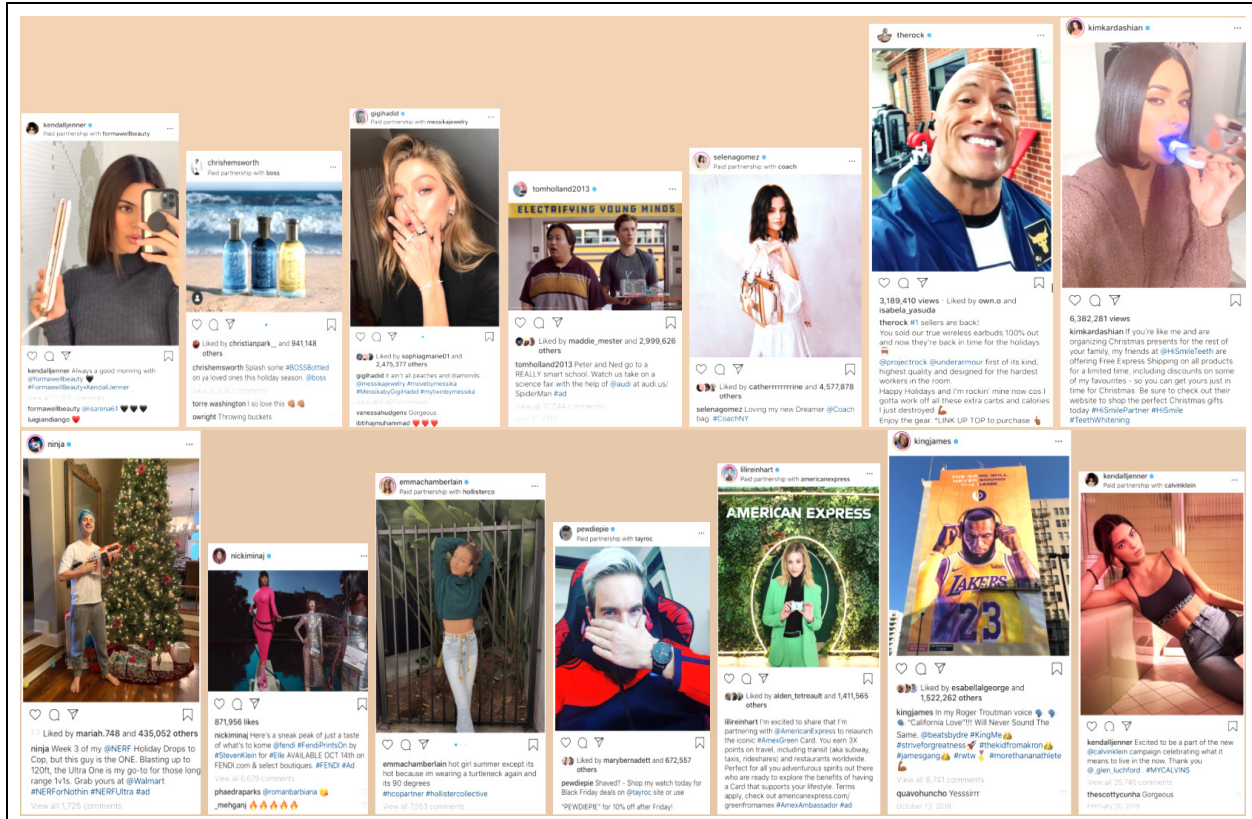 kendalljenner
Paid partnership with formawellbeauty
kendalljenner Always a good morning with
@formawellbeauty 🖤
#FormawellBeautyxKendallJenner
formawellbeauty @ksarena61 🖤🖤🖤
luigiandiango ❤️
chrishemsworth
Paid partnership with boss
Liked by christianpark_ and 941,148
others
chrishemsworth Splash some #BOSSBottled
on ya loved ones this holiday season. @boss
torre.washington I so love this 👊🏽👊🏽
owright Throwing buckets
gigihadid
Paid partnership with messikajewelry
Liked by sophiagmarie01 and
2,475,377 others
gigihadid it ain't all peaches and diamonds.
@messikajewelry #movebymessika
#MessikabyGigiHadid #mytwinbymessika
vanessahudgens Gorgeous
ibtihajmuhammad ❤️❤️❤️
tomholland2013
ELECTRIFYING YOUNG MINDS
Liked by maddie_mester and 2,999,626
others
tomholland2013 Peter and Ned go to a
REALLY smart school. Watch us take on a
science fair with the help of @audi at audi.us/
SpiderMan #ad
View all 10,644 comments
selenagomez
Paid partnership with coach
Liked by catherrrrrrrine and 4,577,878
others
selenagomez Loving my new Dreamer @Coach
bag. #CoachNY
therock
3,189,410 views · Liked by own.o and
isabela_yasuda
therock #1 sellers are back!
You sold our true wireless earbuds 100% out
and now they're back in time for the holidays
@projectrock @underarmour first of its kind,
highest quality and designed for the hardest
workers in the room.
Happy Holidays and I'm rockin' mine now cos I
gotta work off all these extra carbs and calories
I just destroyed 💪🏾
Enjoy the gear. *LINK UP TOP to purchase 👆🏾
kimkardashian
6,382,281 views
kimkardashian If you're like me and are
organizing Christmas presents for the rest of
your family, my friends at @HiSmileTeeth are
offering Free Express Shipping on all products
for a limited time, including discounts on some
of my favourites - so you can get yours just in
time for Christmas. Be sure to check out their
website to shop the perfect Christmas gifts
today #HiSmilePartner #HiSmile
#TeethWhitening
ninja
Liked by mariah.748 and 435,052 others
ninja Week 3 of my @NERF Holiday Drops to
Cop, but this guy is the ONE. Blasting up to
120ft, the Ultra One is my go-to for those long
range 1v1s. Grab yours at @Walmart
#NERFForNothin #NERFUltra #ad
View all 1,725 comments
nickiminaj
871,956 likes
nickiminaj Here's a sneak peak of just a taste
of what's to kome @fendi #FendiPrintsOn by
#StevenKlein for #Elle AVAILABLE OCT 14th on
FENDI.com & select boutiques. #FENDI #Ad
View all 6,679 comments
phaedraparks @romanbarbiana 😘
_mehganj 🔥🔥🔥🔥🔥
emmachamberlain
Paid partnership with hollisterco
emmachamberlain hot girl summer except its
hot because im wearing a turtleneck again and
its 90 degrees
#hcopartner #hollistercollective
View all 7,553 comments
pewdiepie
Paid partnership with tayroc
Liked by marybernadett and 672,557
others
pewdiepie Shaved? - Shop my watch today for
Black Friday deals on @tayroc site or use
"PEWDIEPIE" for 10% off after Friday!
lilireinhart
Paid partnership with americanexpress
AMERICAN EXPRESS
Liked by aiden_tetreault and 1,411,565
others
lilireinhart I'm excited to share that I'm
partnering with @AmericanExpress to relaunch
the iconic #AmexGreen Card. You earn 3X
points on travel, including transit (aka subway,
taxis, rideshares) and restaurants worldwide.
Perfect for all you adventurous spirits out there
who are ready to explore the benefits of having
a Card that supports your lifestyle. Terms
apply, check out americanexpress.com/
greenfromamex #AmexAmbassador #ad
kingjames
THE GAME WILL
NEVER SOUND
THE SAME
LAKERS
23
Liked by esabellalgeorge and
1,522,262 others
kingjames In my Roger Troutman voice 🗣 🗣
🗣 "California Love"!!! Will Never Sound The
Same. @beatsbydre #KingMe👍🏾
#striveforgreatness🚀 #thekidfromakron👍🏾
#jamesgang👍🏾 #rwtw🏅 #morethananathlete
💪🏾
View all 6,741 comments
quavohuncho Yesssirrr
October 13, 2018
kendalljenner
Paid partnership with calvinklein
kendalljenner Excited to be a part of the new
@calvinklein campaign celebrating what it
means to live in the now. Thank you
@_glen_luchford . #MYCALVINS
View all 35,746 comments
thescottycunha Gorgeous
February 20, 2019